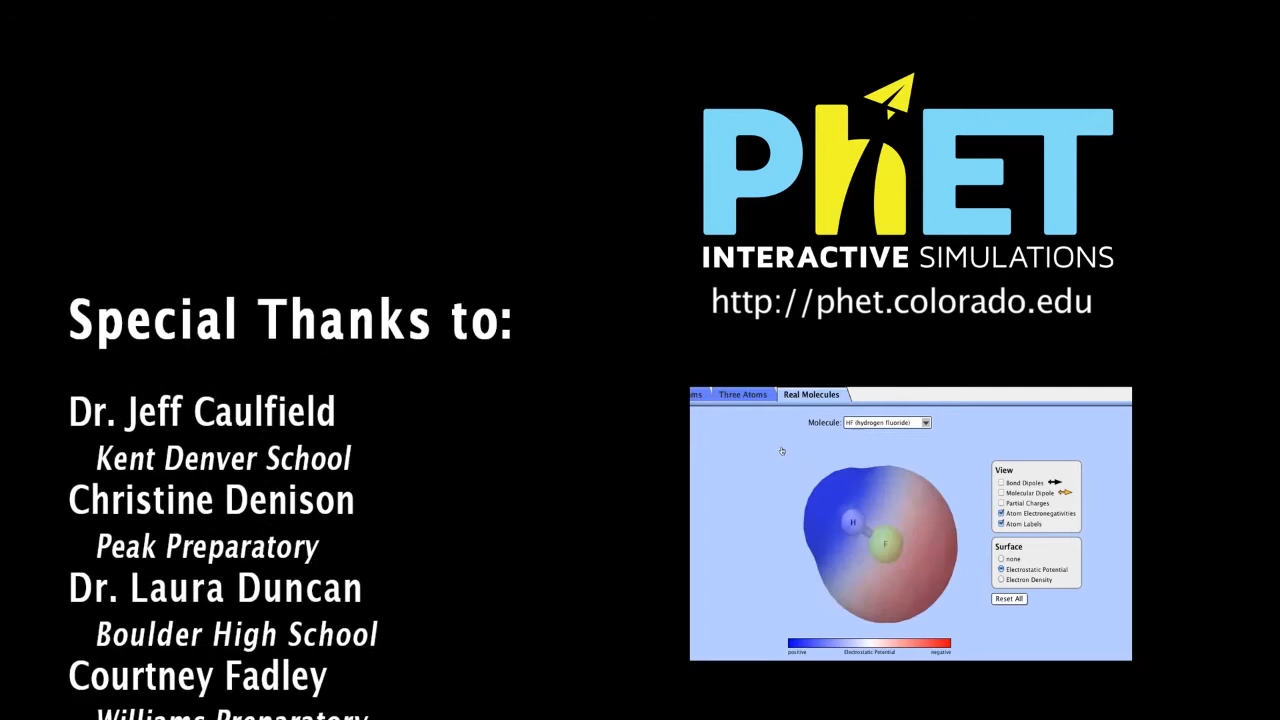 Special Thanks to:
Dr. Jeff Caulfield
Kent Denver School
Christine Denison
Peak Preparatory
Dr. Laura Duncan
Boulder High School
Courtney Fadley
Williams Preparatory
PhET
INTERACTIVE SIMULATIONS
http://phet.colorado.edu
ms Three Atoms Real Molecules
Molecule: HF (hydrogen fluoride)
H
F
View
Bond Dipoles
Molecular Dipole
Partial Charges
Atom Electronegativities
Atom Labels
Surface
none
Electrostatic Potential
Electron Density
Reset All
positive Electrostatic Potential negative